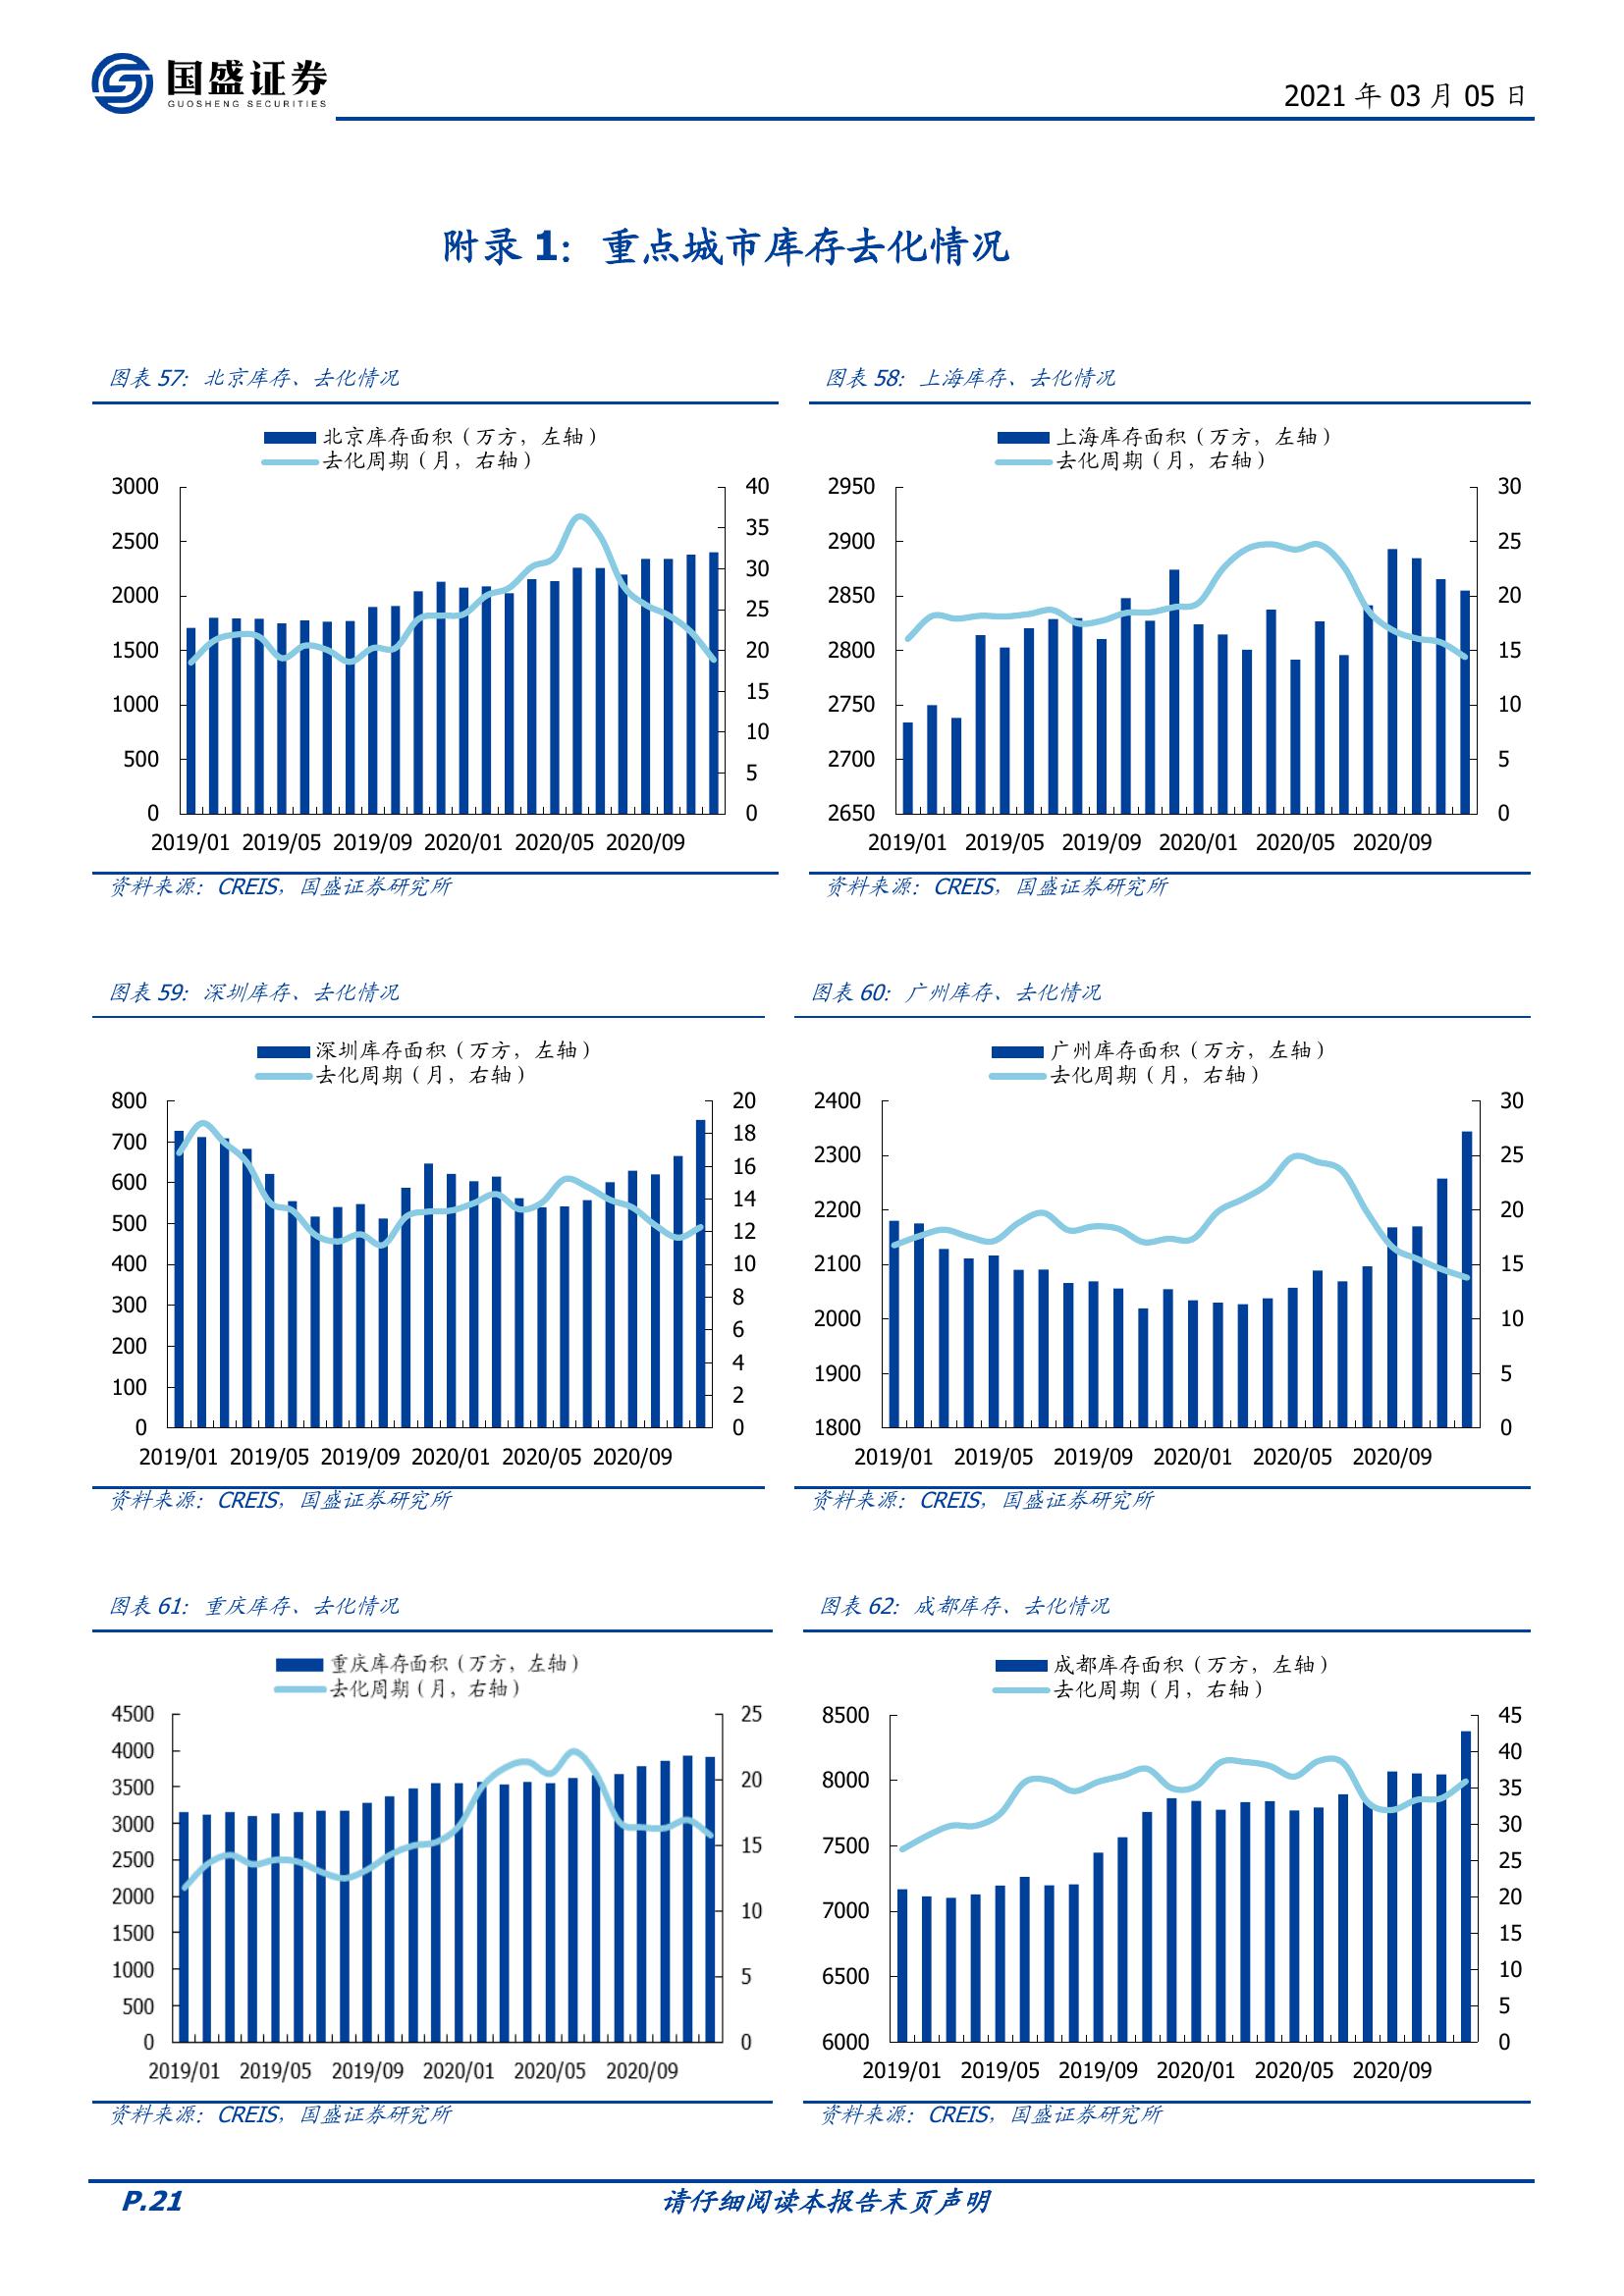 国盛证券
GUOSHENG SECURITIES
2021 年 03 月 05 日
附录 1：重点城市库存去化情况
图表 57：北京库存、去化情况
北京库存面积（万方，左轴）
去化周期（月，右轴）
3000
2500
2000
1500
1000
500
0
40
35
30
25
20
15
10
5
0
2019/01 2019/05 2019/09 2020/01 2020/05 2020/09
资料来源：CREIS，国盛证券研究所
图表 58：上海库存、去化情况
上海库存面积（万方，左轴）
去化周期（月，右轴）
2950
2900
2850
2800
2750
2700
2650
30
25
20
15
10
5
0
2019/01 2019/05 2019/09 2020/01 2020/05 2020/09
资料来源：CREIS，国盛证券研究所
图表 59：深圳库存、去化情况
深圳库存面积（万方，左轴）
去化周期（月，右轴）
800
700
600
500
400
300
200
100
0
20
18
16
14
12
10
8
6
4
2
0
2019/01 2019/05 2019/09 2020/01 2020/05 2020/09
资料来源：CREIS，国盛证券研究所
图表 60：广州库存、去化情况
广州库存面积（万方，左轴）
去化周期（月，右轴）
2400
2300
2200
2100
2000
1900
1800
30
25
20
15
10
5
0
2019/01 2019/05 2019/09 2020/01 2020/05 2020/09
资料来源：CREIS，国盛证券研究所
图表 61：重庆库存、去化情况
重庆库存面积（万方，左轴）
去化周期（月，右轴）
4500
4000
3500
3000
2500
2000
1500
1000
500
0
25
20
15
10
5
0
2019/01 2019/05 2019/09 2020/01 2020/05 2020/09
资料来源：CREIS，国盛证券研究所
图表 62：成都库存、去化情况
成都库存面积（万方，左轴）
去化周期（月，右轴）
8500
8000
7500
7000
6500
6000
45
40
35
30
25
20
15
10
5
0
2019/01 2019/05 2019/09 2020/01 2020/05 2020/09
资料来源：CREIS，国盛证券研究所
P.21
请仔细阅读本报告末页声明